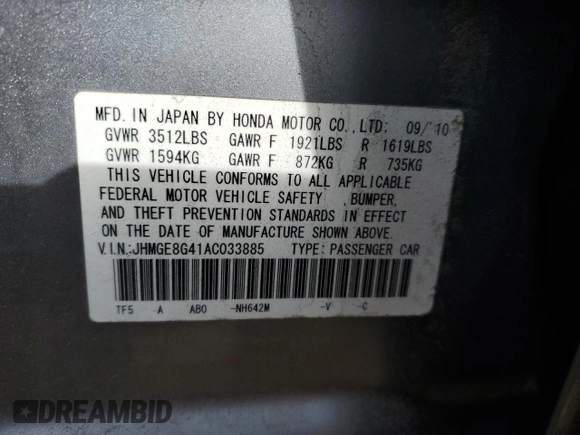 MFD. IN JAPAN BY HONDA MOTOR CO.,LTD: 09/'10
GVWR 3512LBS GAWR F 1921LBS R 1619LBS
GVWR 1594KG GAWR F 872KG R 735KG
THIS VEHICLE CONFORMS TO ALL APPLICABLE
FEDERAL MOTOR VEHICLE SAFETY ,BUMPER,
AND THEFT PREVENTION STANDARDS IN EFFECT
ON THE DATE OF MANUFACTURE SHOWN ABOVE.
V.I.N.:JHMGE8G41AC033885 TYPE: PASSENGER CAR
TF5 A AB0 -NH642M -V -C
DREAMBID